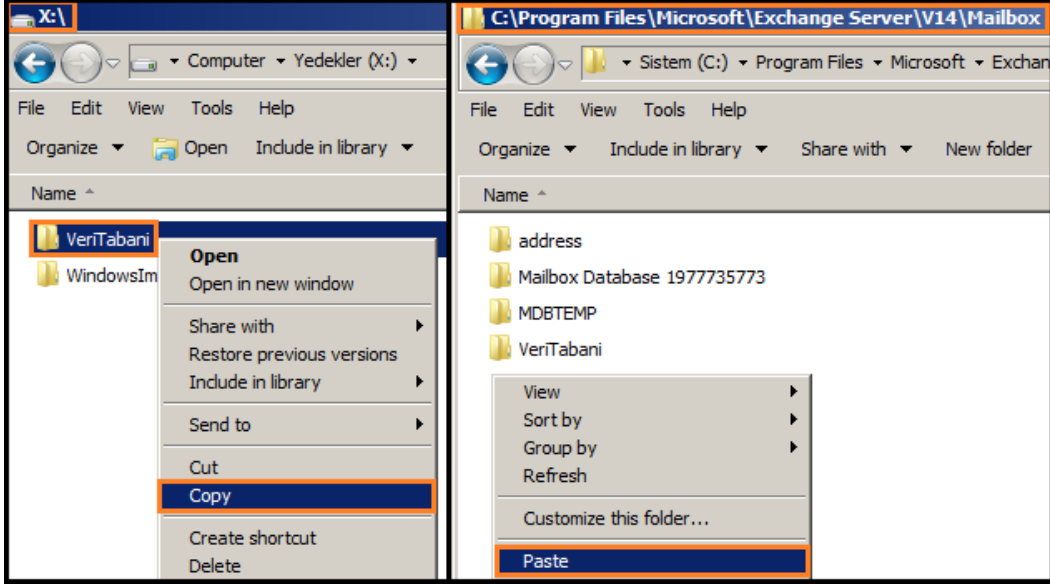 X:\
Computer Yedekler (X:)
File Edit View Tools Help
Organize Open Include in library
Name
VeriTabani
WindowsIm
Open
Open in new window
Share with
Restore previous versions
Include in library
Send to
Cut
Copy
Create shortcut
Delete
C:\Program Files\Microsoft\Exchange Server\V14\Mailbox
Sistem (C:) Program Files Microsoft Exchan
File Edit View Tools Help
Organize Include in library Share with New folder
Name
address
Mailbox Database 1977735773
MDBTEMP
VeriTabani
View
Sort by
Group by
Refresh
Customize this folder...
Paste